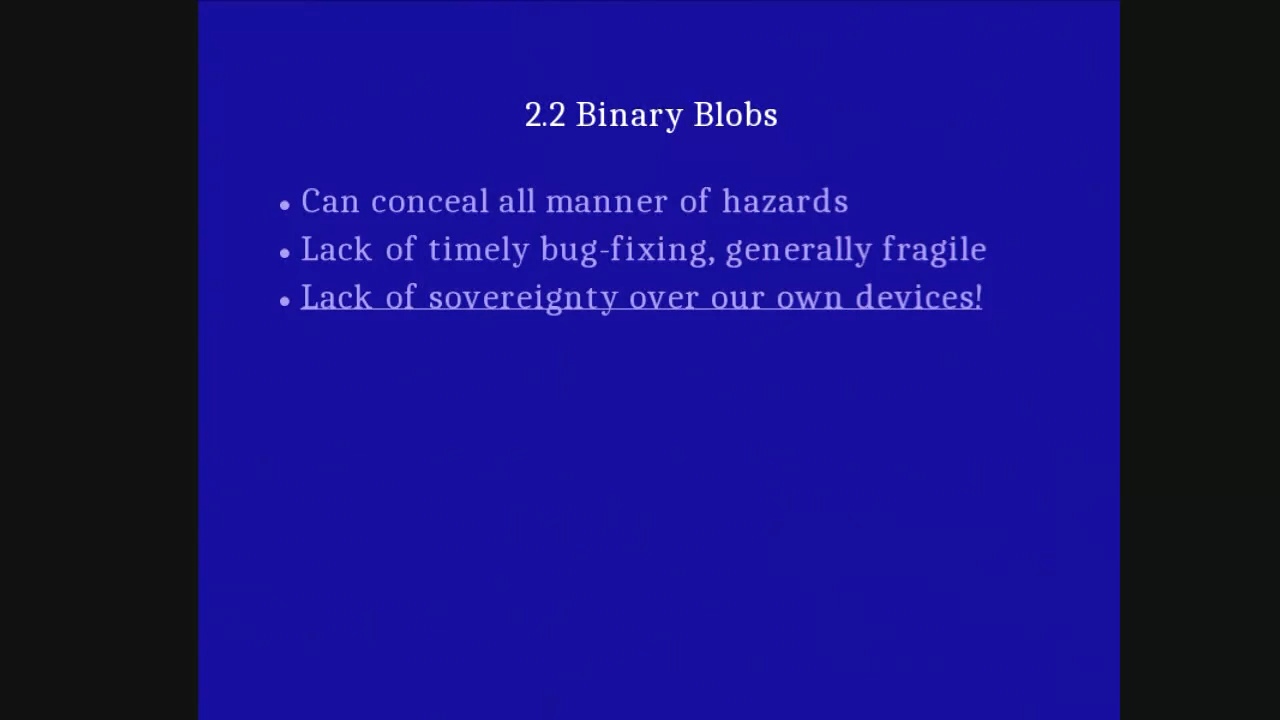 2.2 Binary Blobs
• Can conceal all manner of hazards
• Lack of timely bug-fixing, generally fragile
• Lack of sovereignty over our own devices!